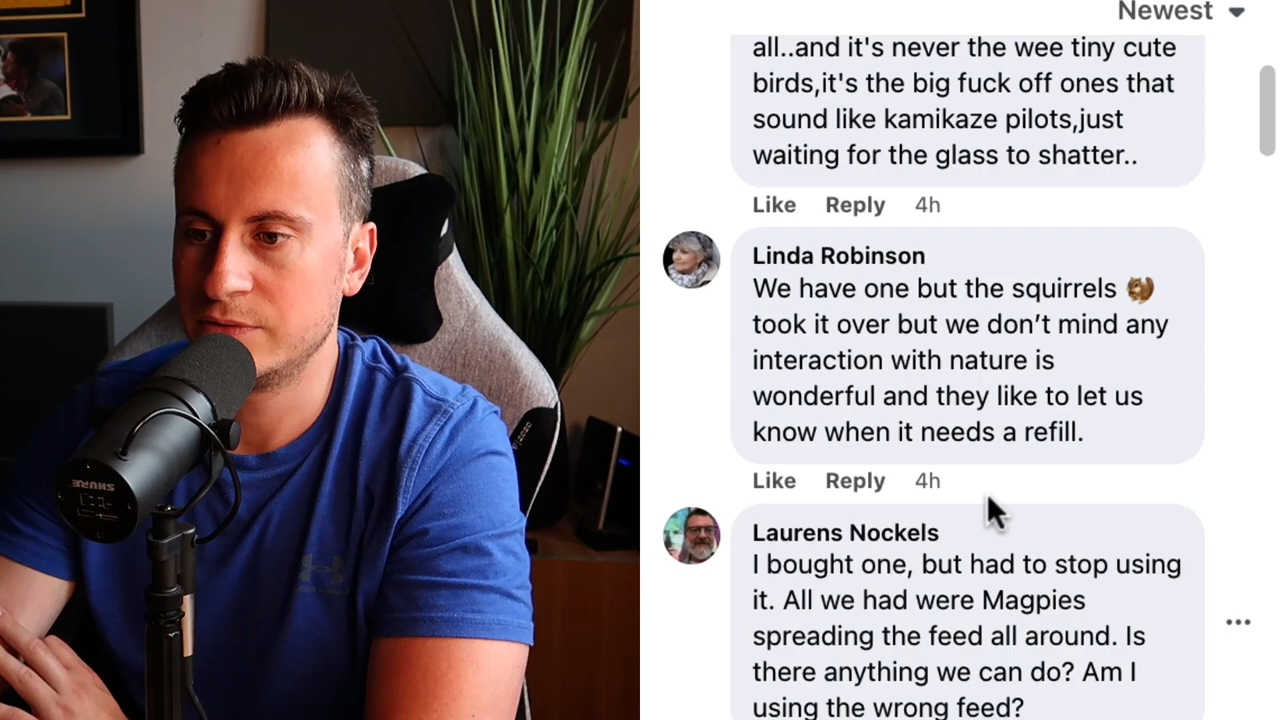 Newest
all..and it's never the wee tiny cute
birds,it's the big fuck off ones that
sound like kamikaze pilots,just
waiting for the glass to shatter..
Like Reply 4h
Linda Robinson
We have one but the squirrels 🐿️
took it over but we don’t mind any
interaction with nature is
wonderful and they like to let us
know when it needs a refill.
Like Reply 4h
Laurens Nockels
I bought one, but had to stop using
it. All we had were Magpies
spreading the feed all around. Is
there anything we can do? Am I
using the wrong feed?
SHURE